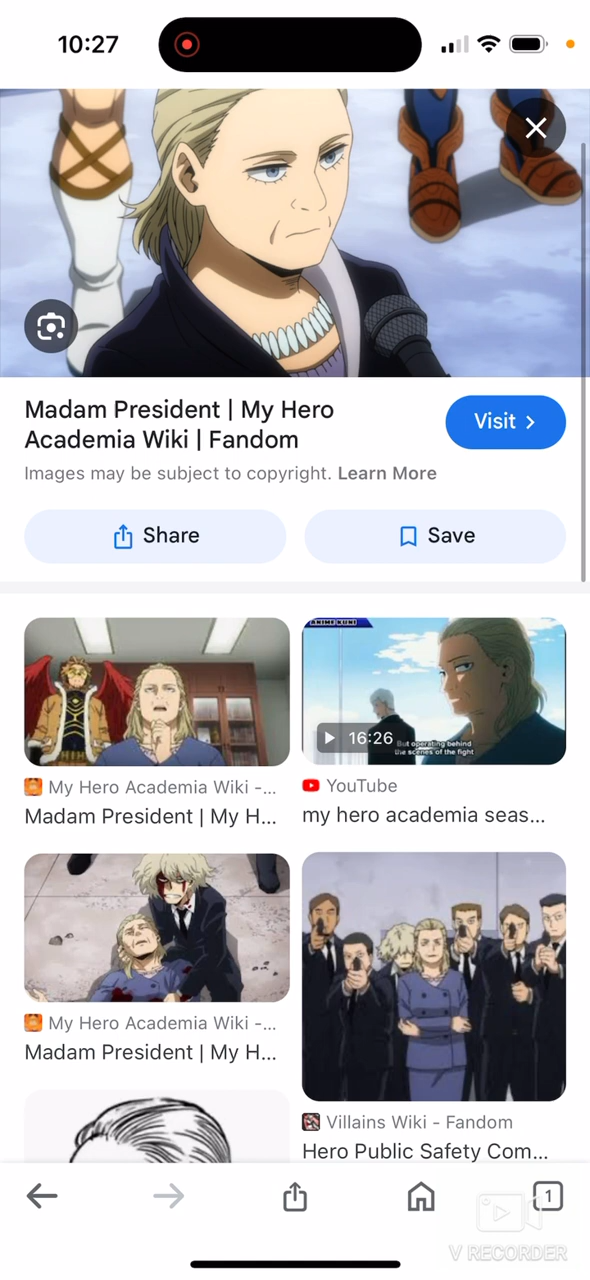 10:27
Madam President | My Hero
Academia Wiki | Fandom
Visit
Images may be subject to copyright. Learn More
Share
Save
ANIME KUNI
16:26
But operating behind
the scenes of the fight
My Hero Academia Wiki -...
Madam President | My H...
YouTube
my hero academia seas...
My Hero Academia Wiki -...
Madam President | My H...
Villains Wiki - Fandom
Hero Public Safety Com...
1
V RECORDER